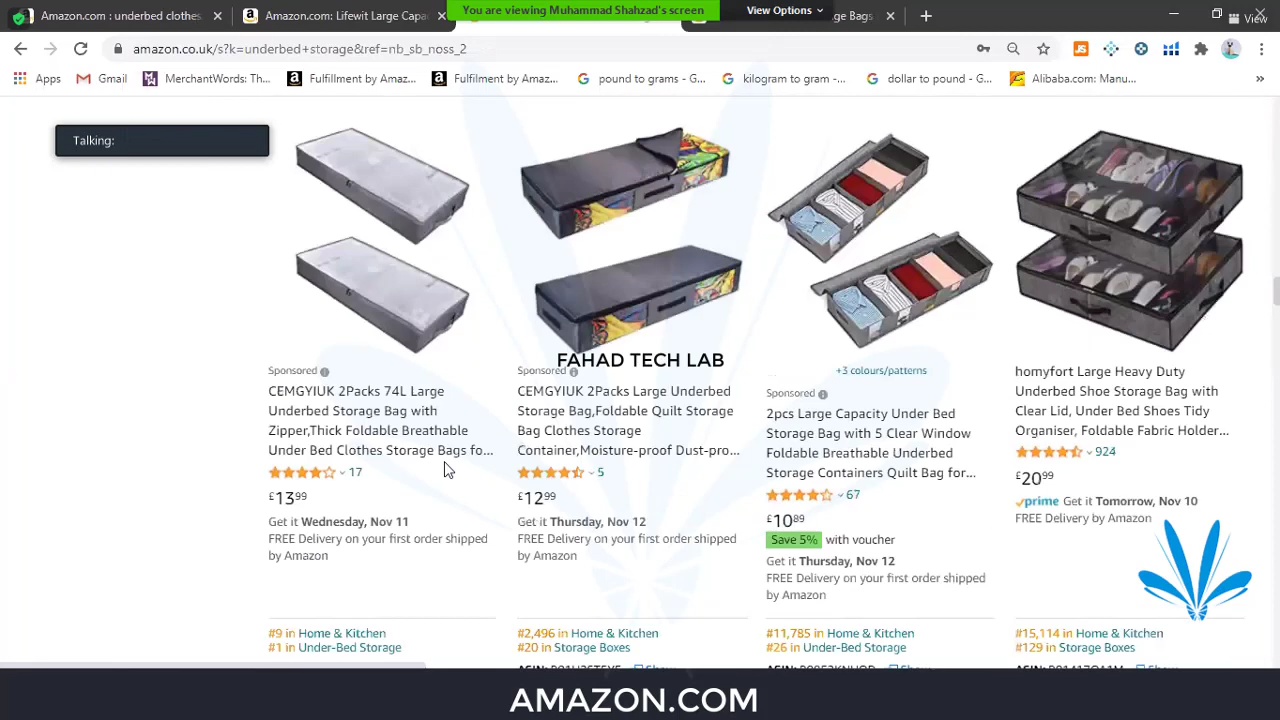 Amazon.com : underbed clothes
Amazon.com: Lifewit Large Capa
You are viewing Muhammad Shahzad's screen
View Options
Bags
View
amazon.co.uk/s?k=underbed+storage&ref=nb_sb_noss_2
Apps
Gmail
MerchantWords: Th...
Fulfillment by Amaz...
Fulfilment by Amaz...
pound to grams - G...
kilogram to gram -...
dollar to pound - G...
Alibaba.com: Manu...
»
Talking:
FAHAD TECH LAB
Sponsored
CEMGYIUK 2Packs 74L Large
Underbed Storage Bag with
Zipper,Thick Foldable Breathable
Under Bed Clothes Storage Bags fo...
17
£13.99
Get it Wednesday, Nov 11
FREE Delivery on your first order shipped
by Amazon
#9 in Home & Kitchen
#1 in Under-Bed Storage
Sponsored
CEMGYIUK 2Packs Large Underbed
Storage Bag,Foldable Quilt Storage
Bag Clothes Storage
Container,Moisture-proof Dust-pro...
5
£12.99
Get it Thursday, Nov 12
FREE Delivery on your first order shipped
by Amazon
#2,496 in Home & Kitchen
#20 in Storage Boxes
+3 colours/patterns
Sponsored
2pcs Large Capacity Under Bed
Storage Bag with 5 Clear Window
Foldable Breathable Underbed
Storage Containers Quilt Bag for...
67
£10.89
Save 5% with voucher
Get it Thursday, Nov 12
FREE Delivery on your first order shipped
by Amazon
#11,785 in Home & Kitchen
#26 in Under-Bed Storage
homyfort Large Heavy Duty
Underbed Shoe Storage Bag with
Clear Lid, Under Bed Shoes Tidy
Organiser, Foldable Fabric Holder...
924
£20.99
prime Get it Tomorrow, Nov 10
FREE Delivery by Amazon
#15,114 in Home & Kitchen
#129 in Storage Boxes
AMAZON.COM